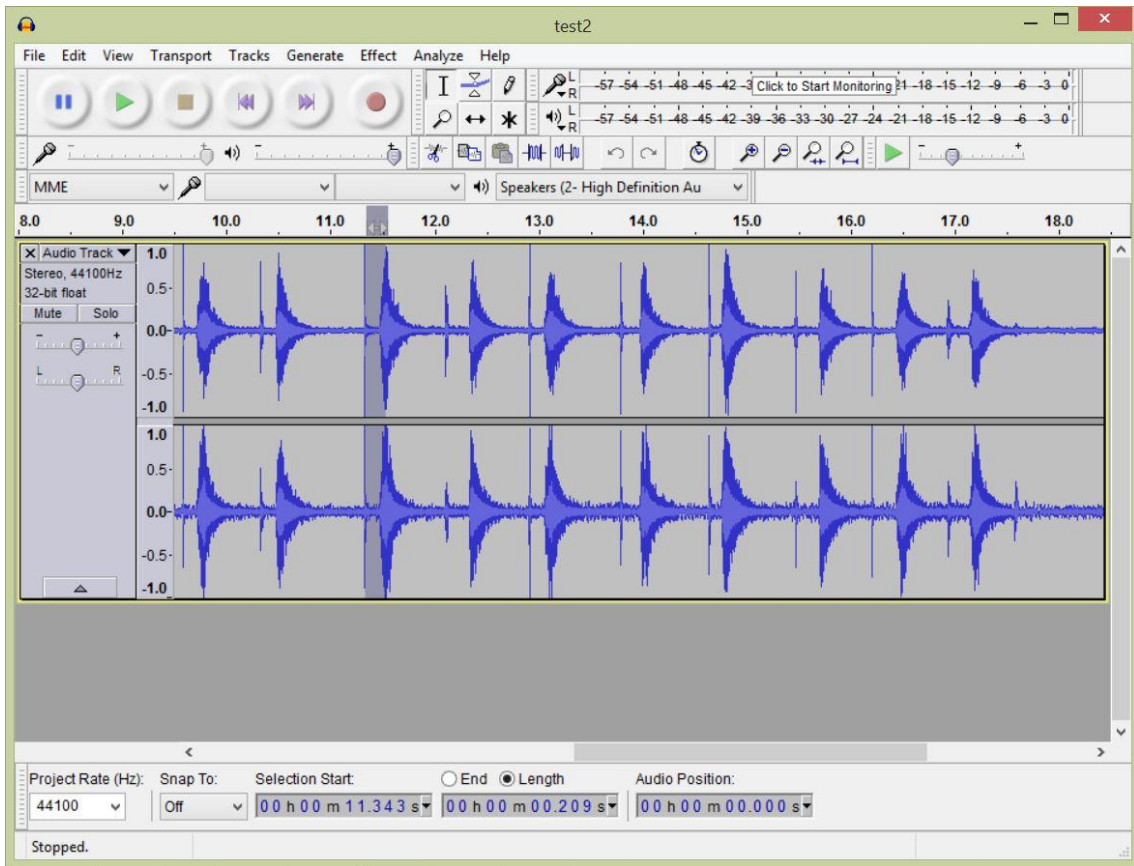 test2
File Edit View Transport Tracks Generate Effect Analyze Help
L R -57 -54 -51 -48 -45 -42 -3 Click to Start Monitoring 21 -18 -15 -12 -9 -6 -3 0
L R -57 -54 -51 -48 -45 -42 -39 -36 -33 -30 -27 -24 -21 -18 -15 -12 -9 -6 -3 0
MME Speakers (2- High Definition Au
8.0 9.0 10.0 11.0 12.0 13.0 14.0 15.0 16.0 17.0 18.0
Audio Track
Stereo, 44100Hz
32-bit float
Mute Solo
- +
L R
1.0
0.5-
0.0-
-0.5-
-1.0
1.0
0.5-
0.0-
-0.5-
-1.0
Project Rate (Hz): Snap To: Selection Start: End Length Audio Position:
44100 Off 00 h 00 m 11.343 s 00 h 00 m 00.209 s 00 h 00 m 00.000 s
Stopped.